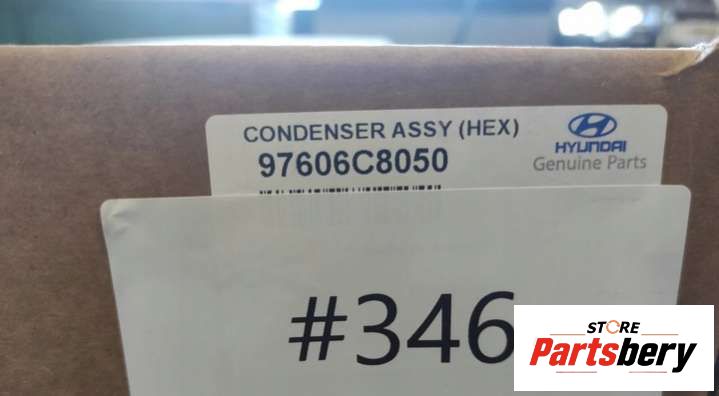 CONDENSER ASSY (HEX)
97606C8050
HYUNDAI
Genuine Parts
#346
STORE
Partsbery